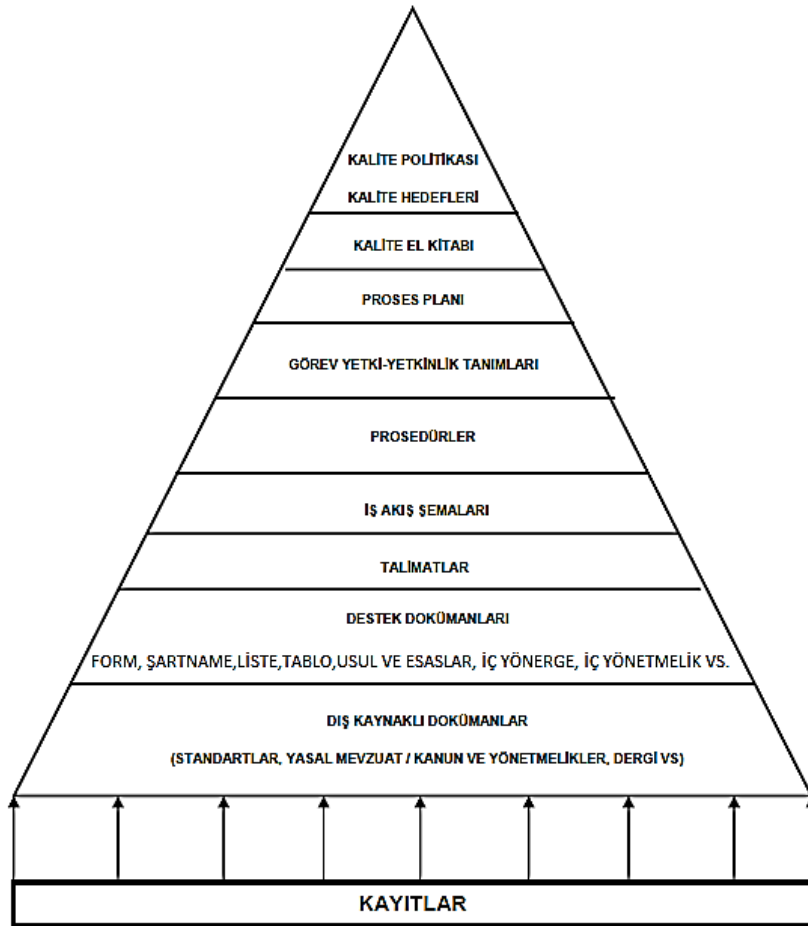 KALİTE POLİTİKASI
KALİTE HEDEFLERİ
KALİTE EL KİTABI
PROSES PLANI
GÖREV YETKİ-YETKİNLİK TANIMLARI
PROSEDÜRLER
İŞ AKIŞ ŞEMALARI
TALİMATLAR
DESTEK DOKÜMANLARI
FORM, ŞARTNAME,LİSTE,TABLO,USUL VE ESASLAR, İÇ YÖNERGE, İÇ YÖNETMELİK VS.
DIŞ KAYNAKLI DOKÜMANLAR
(STANDARTLAR, YASAL MEVZUAT / KANUN VE YÖNETMELİKLER, DERGİ VS)
KAYITLAR